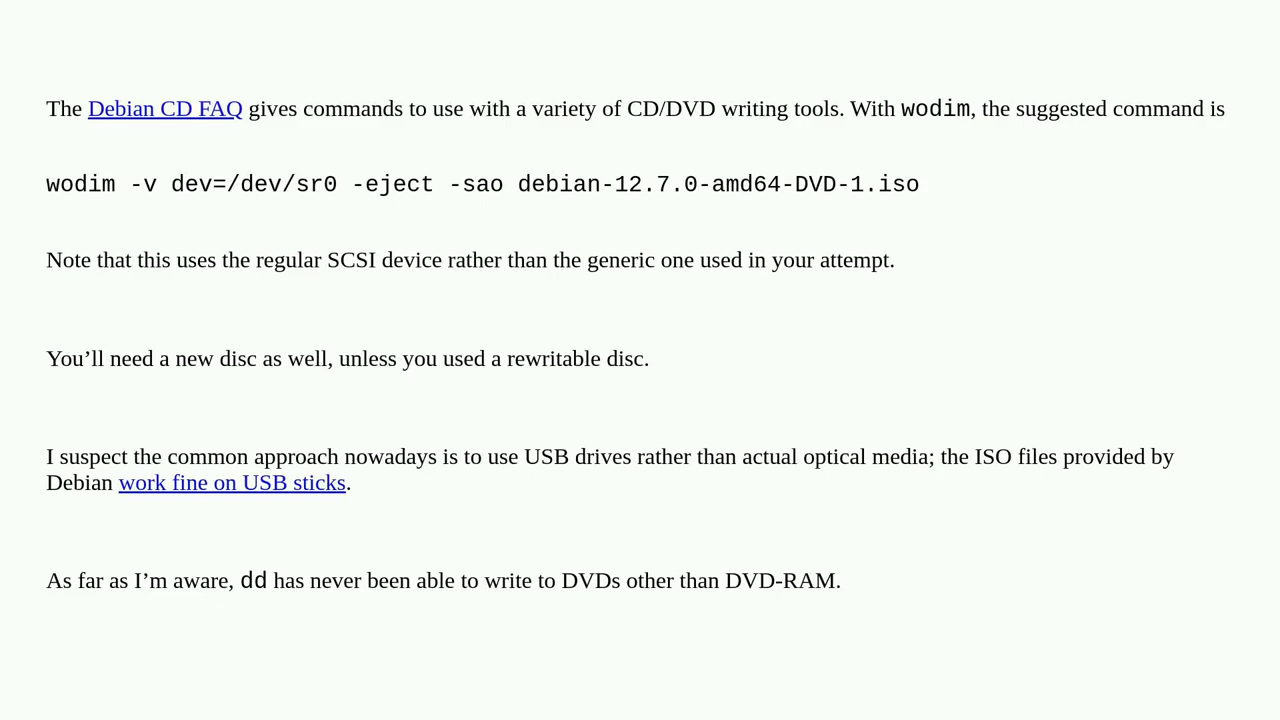 The Debian CD FAQ gives commands to use with a variety of CD/DVD writing tools. With wodim, the suggested command is
wodim -v dev=/dev/sr0 -eject -sao debian-12.7.0-amd64-DVD-1.iso
Note that this uses the regular SCSI device rather than the generic one used in your attempt.
You’ll need a new disc as well, unless you used a rewritable disc.
I suspect the common approach nowadays is to use USB drives rather than actual optical media; the ISO files provided by
Debian work fine on USB sticks.
As far as I’m aware, dd has never been able to write to DVDs other than DVD-RAM.